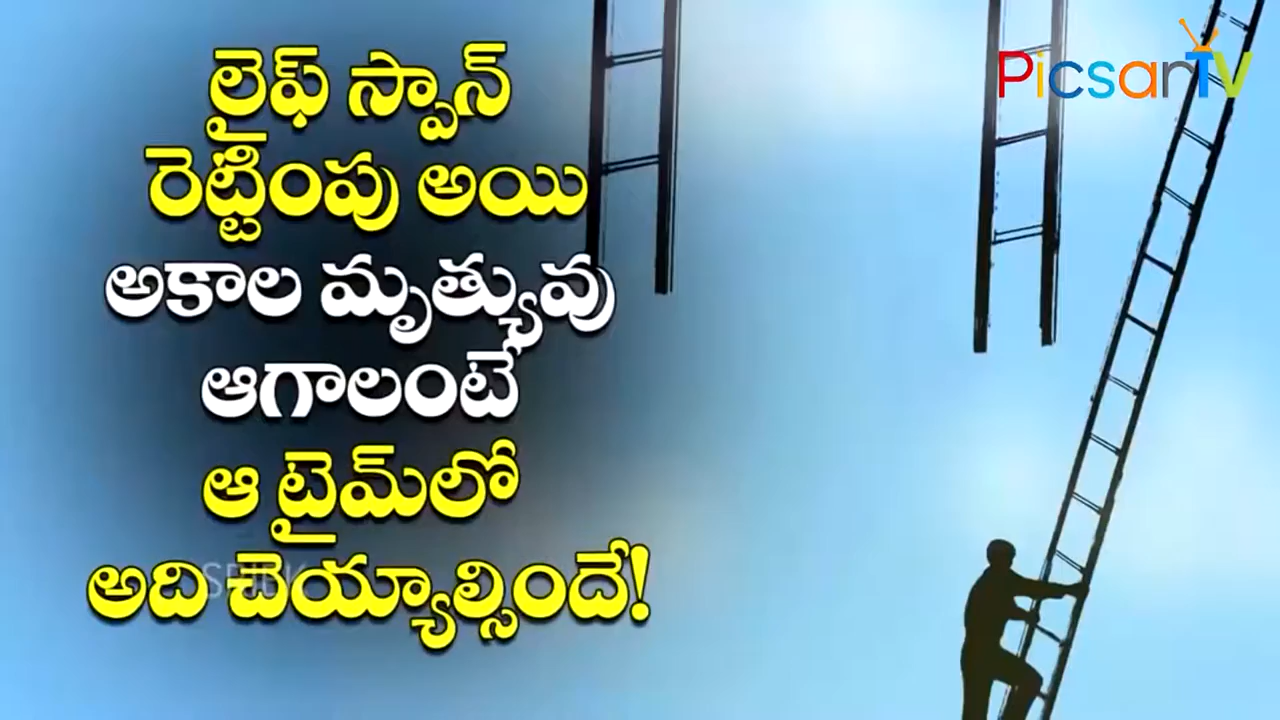 PicsarTV
లైఫ్ స్పాన్
రెట్టింపు అయి
అకాల మృత్యువు
ఆగాలంటే
ఆ టైమ్‌లో
అది చెయ్యాల్సిందే!